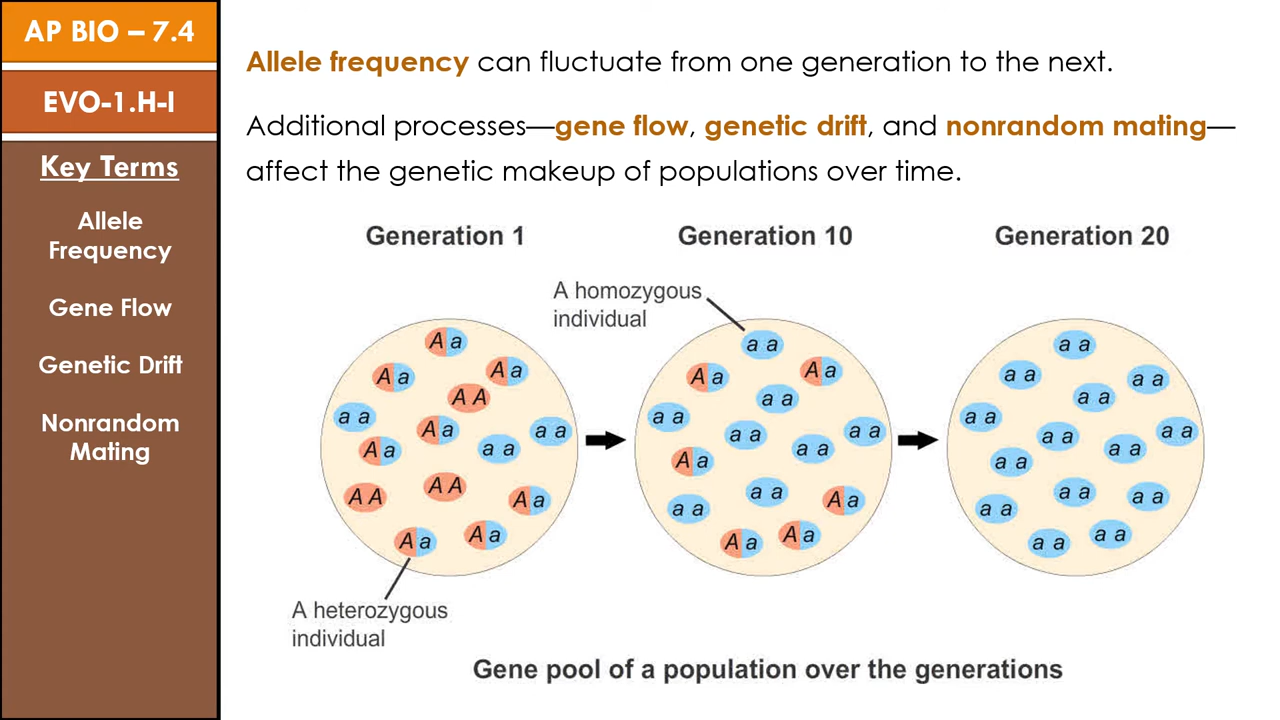 AP BIO – 7.4
EVO-1.H-I
Key Terms
Allele
Frequency
Gene Flow
Genetic Drift
Nonrandom
Mating
Allele frequency can fluctuate from one generation to the next.
Additional processes—gene flow, genetic drift, and nonrandom mating—
affect the genetic makeup of populations over time.
Generation 1
A a
A a
A a
A A
a a
A a
a a
A a
a a
A A
A A
A a
A a
A a
A heterozygous
individual
Generation 10
A homozygous
individual
a a
A a
A a
a a
a a
a a
a a
A a
a a
a a
a a
A a
A a
A a
Generation 20
a a
a a
a a
a a
a a
a a
a a
a a
a a
a a
a a
a a
a a
a a
Gene pool of a population over the generations